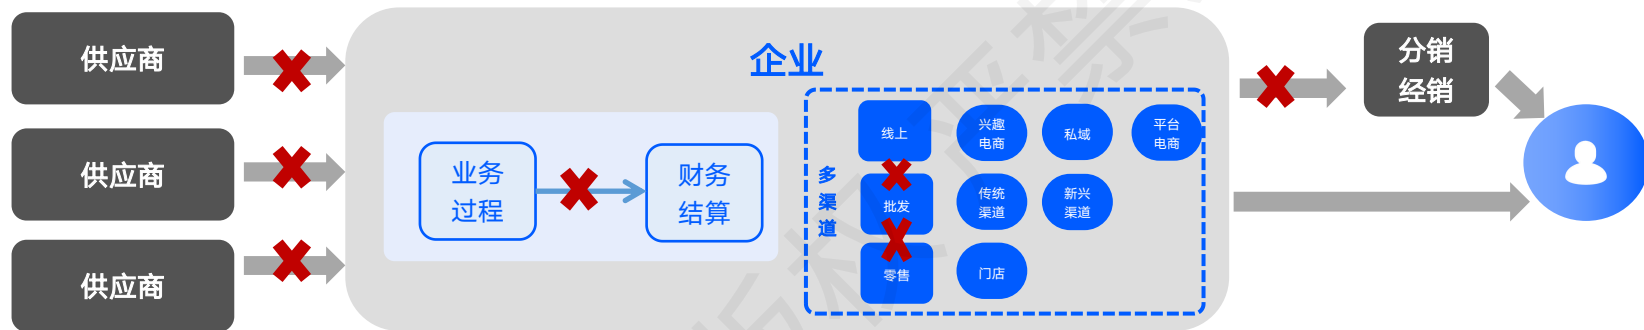 供应商
供应商
供应商
企业
业务
过程
财务
结算
多
渠
道
线上
兴趣
电商
私域
平台
电商
批发
传统
渠道
新兴
渠道
零售
门店
分销
经销